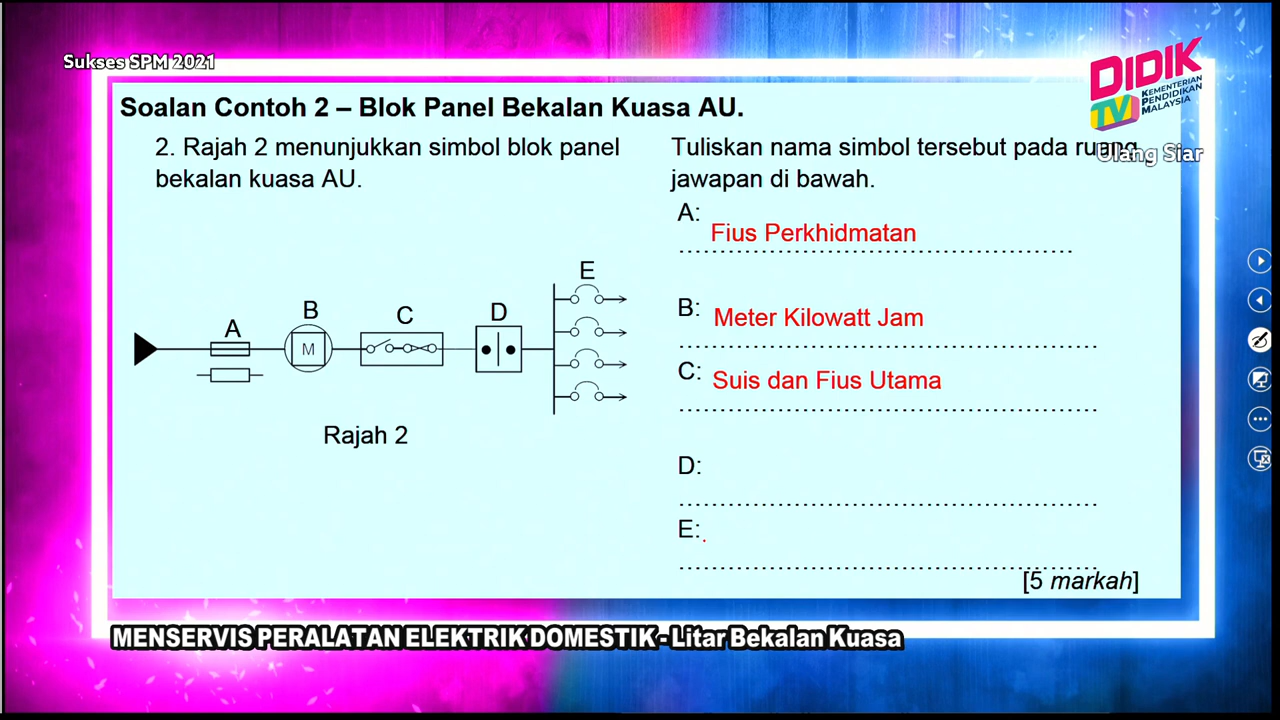 Sukses SPM 2021
DIDIK
TV
KEMENTERIAN
PENDIDIKAN
MALAYSIA
Ulang Siar
Soalan Contoh 2 – Blok Panel Bekalan Kuasa AU.
2. Rajah 2 menunjukkan simbol blok panel
bekalan kuasa AU.
A
B
M
C
D
E
Rajah 2
Tuliskan nama simbol tersebut pada ruang
jawapan di bawah.
A:
Fius Perkhidmatan
B:
Meter Kilowatt Jam
C:
Suis dan Fius Utama
D:
E:
[5 markah]
MENSERVIS PERALATAN ELEKTRIK DOMESTIK - Litar Bekalan Kuasa